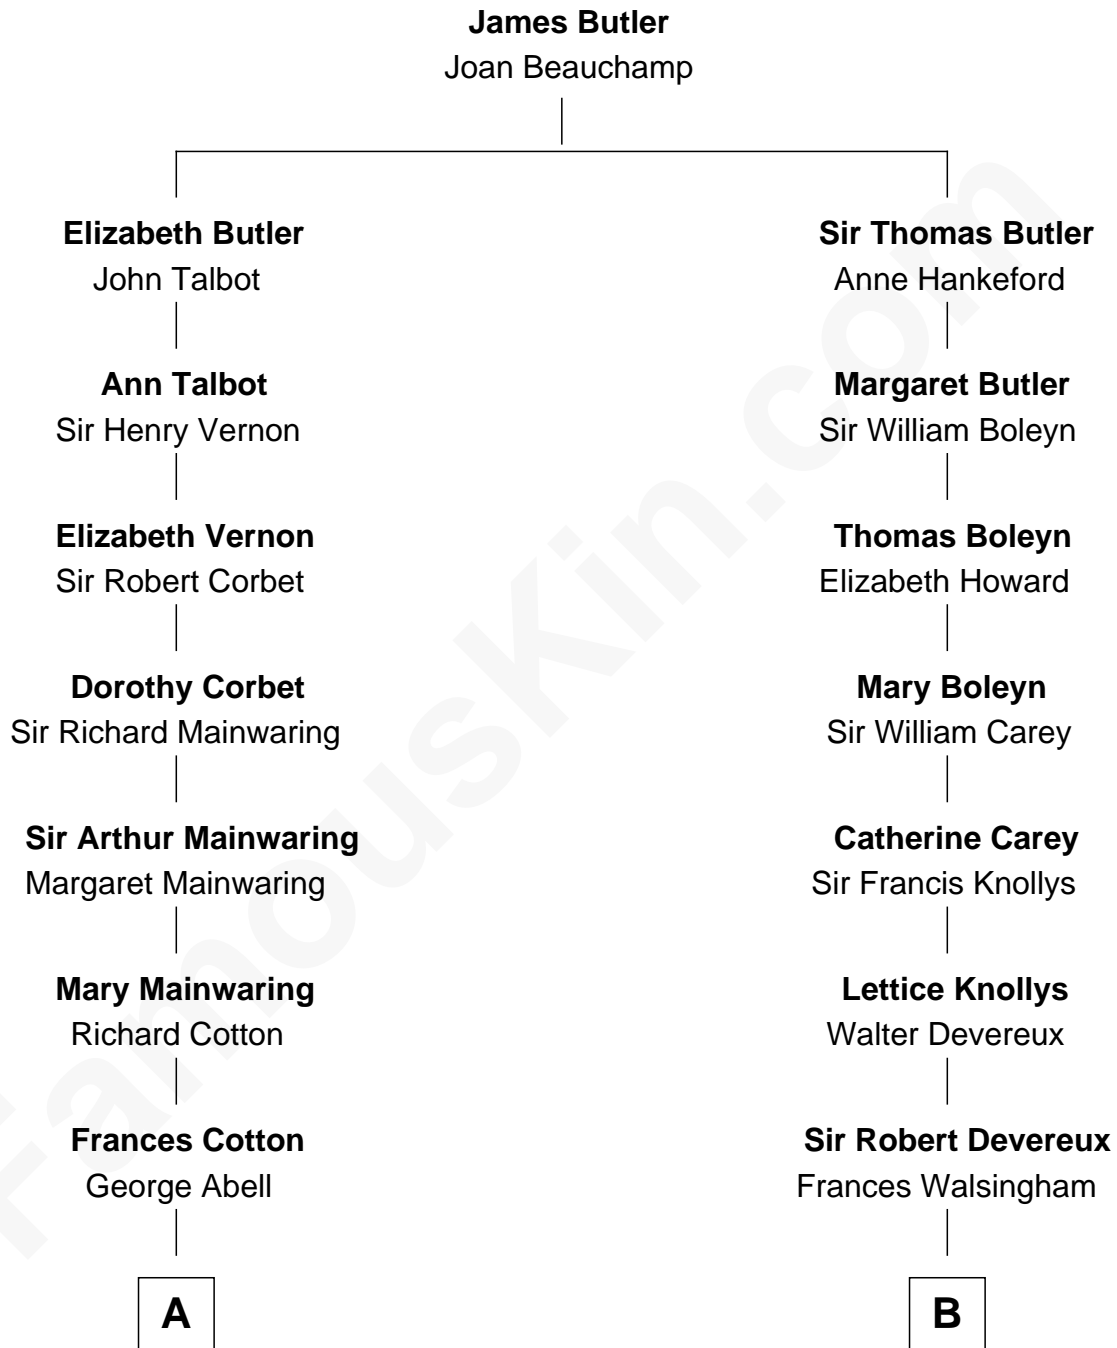 James Butler
Joan Beauchamp
Elizabeth Butler
John Talbot
Ann Talbot
Sir Henry Vernon
Elizabeth Vernon
Sir Robert Corbet
Dorothy Corbet
Sir Richard Mainwaring
Sir Arthur Mainwaring
Margaret Mainwaring
Mary Mainwaring
Richard Cotton
Frances Cotton
George Abell
A
Sir Thomas Butler
Anne Hankeford
Margaret Butler
Sir William Boleyn
Thomas Boleyn
Elizabeth Howard
Mary Boleyn
Sir William Carey
Catherine Carey
Sir Francis Knollys
Lettice Knollys
Walter Devereux
Sir Robert Devereux
Frances Walsingham
B
FamousKin.com